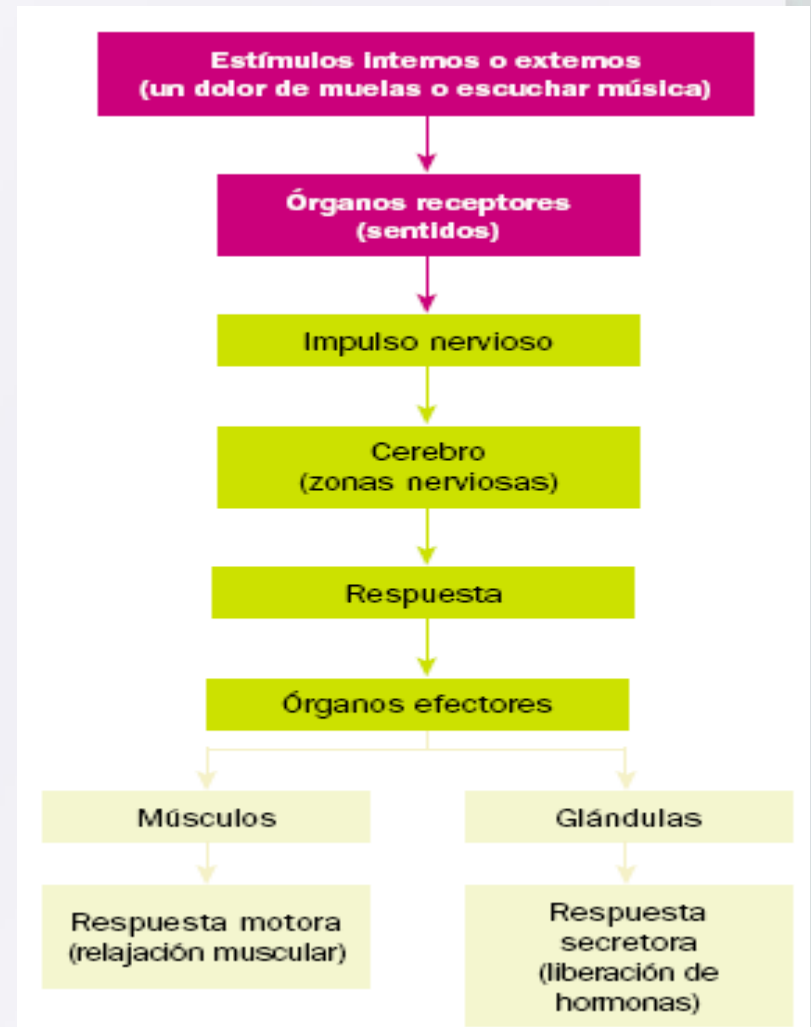 Estímulos internos o externos
(un dolor de muelas o escuchar música)
Órganos receptores
(sentidos)
Impulso nervioso
Cerebro
(zonas nerviosas)
Respuesta
Órganos efectores
Músculos
Glándulas
Respuesta motora
(relajación muscular)
Respuesta
secretora
(liberación de
hormonas)